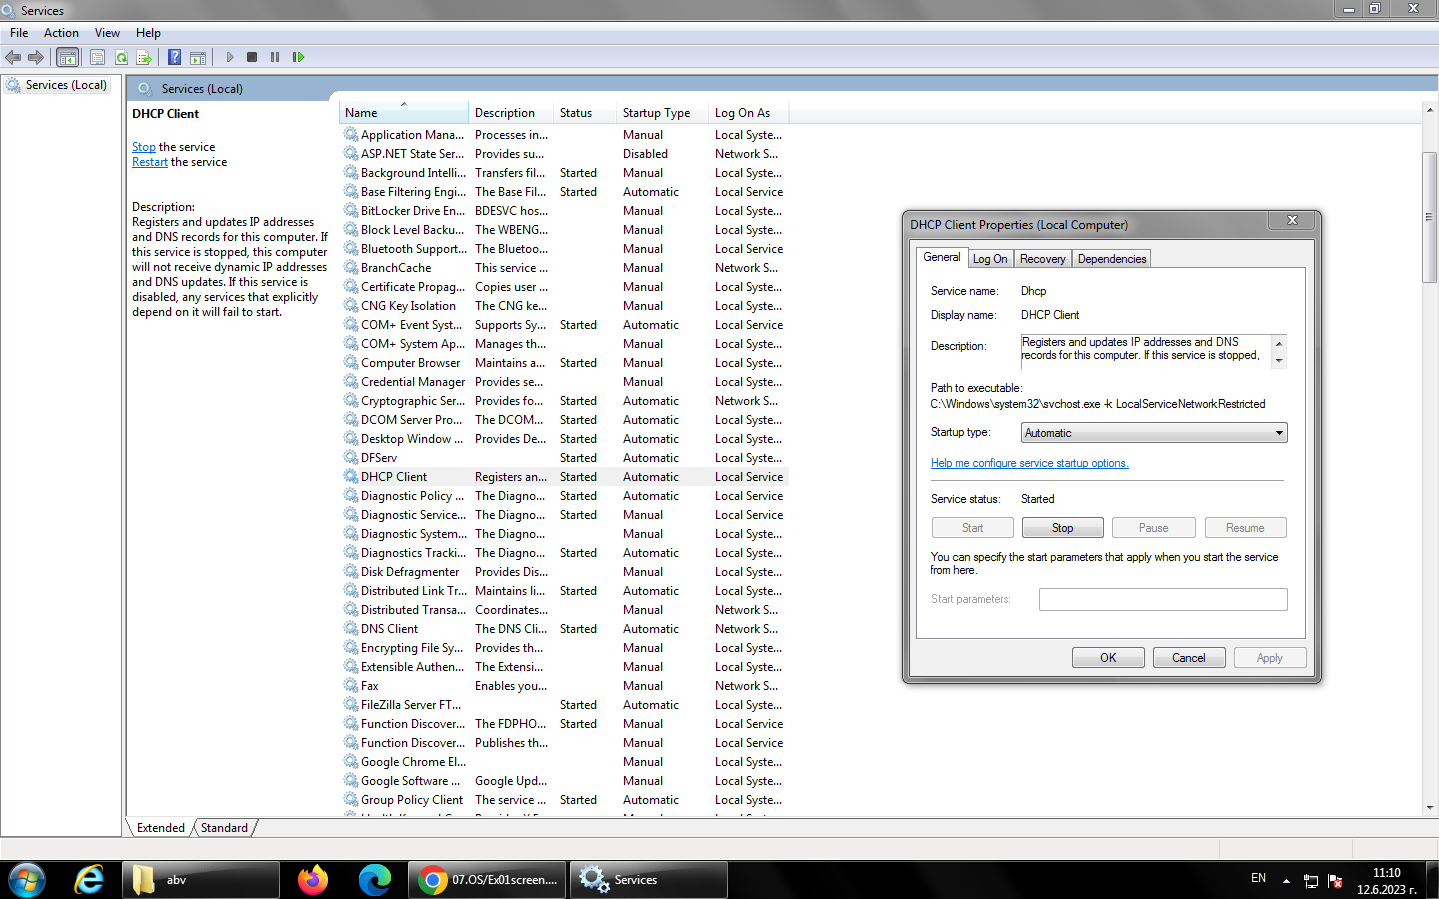 Services
File Action View Help
Services (Local)
Services (Local)
DHCP Client
Stop the service
Restart the service
Description:
Registers and updates IP addresses
and DNS records for this computer. If
this service is stopped, this computer
will not receive dynamic IP addresses
and DNS updates. If this service is
disabled, any services that explicitly
depend on it will fail to start.
Name Description Status Startup Type Log On As
Application Mana... Processes in... Manual Local Syste...
ASP.NET State Ser... Provides su... Disabled Network S...
Background Intelli... Transfers fil... Started Manual Local Syste...
Base Filtering Engi... The Base Fil... Started Automatic Local Service
BitLocker Drive En... BDESVC hos... Manual Local Syste...
Block Level Backu... The WBENG... Manual Local Syste...
Bluetooth Support... The Bluetoo... Manual Local Service
BranchCache This service ... Manual Network S...
Certificate Propag... Copies user ... Manual Local Syste...
CNG Key Isolation The CNG ke... Manual Local Syste...
COM+ Event Syst... Supports Sy... Started Automatic Local Service
COM+ System Ap... Manages th... Manual Local Syste...
Computer Browser Maintains a... Started Manual Local Syste...
Credential Manager Provides se... Manual Local Syste...
Cryptographic Ser... Provides fo... Started Automatic Network S...
DCOM Server Pro... The DCOM... Started Automatic Local Syste...
Desktop Window ... Provides De... Started Automatic Local Syste...
DFServ Started Automatic Local Syste...
DHCP Client Registers an... Started Automatic Local Service
Diagnostic Policy ... The Diagno... Started Automatic Local Service
Diagnostic Service... The Diagno... Started Manual Local Service
Diagnostic System... The Diagno... Manual Local Syste...
Diagnostics Tracki... The Diagno... Started Automatic Local Syste...
Disk Defragmenter Provides Dis... Manual Local Syste...
Distributed Link Tr... Maintains li... Started Automatic Local Syste...
Distributed Transa... Coordinates... Manual Network S...
DNS Client The DNS Cli... Started Automatic Network S...
Encrypting File Sy... Provides th... Manual Local Syste...
Extensible Authen... The Extensi... Manual Local Syste...
Fax Enables you... Manual Network S...
FileZilla Server FT... Started Automatic Local Syste...
Function Discover... The FDPHO... Started Manual Local Service
Function Discover... Publishes th... Manual Local Service
Google Chrome El... Manual Local Syste...
Google Software ... Google Upd... Manual Local Syste...
Group Policy Client The service ... Started Automatic Local Syste...
Extended Standard
DHCP Client Properties (Local Computer)
General Log On Recovery Dependencies
Service name: Dhcp
Display name: DHCP Client
Description: Registers and updates IP addresses and DNS
records for this computer. If this service is stopped,
Path to executable:
C:\Windows\system32\svchost.exe -k LocalServiceNetworkRestricted
Startup type: Automatic
Help me configure service startup options.
Service status: Started
Start Stop Pause Resume
You can specify the start parameters that apply when you start the service
from here.
Start parameters:
OK Cancel Apply
abv 07.OS/Ex01screen.... Services EN 11:10
12.6.2023 г.